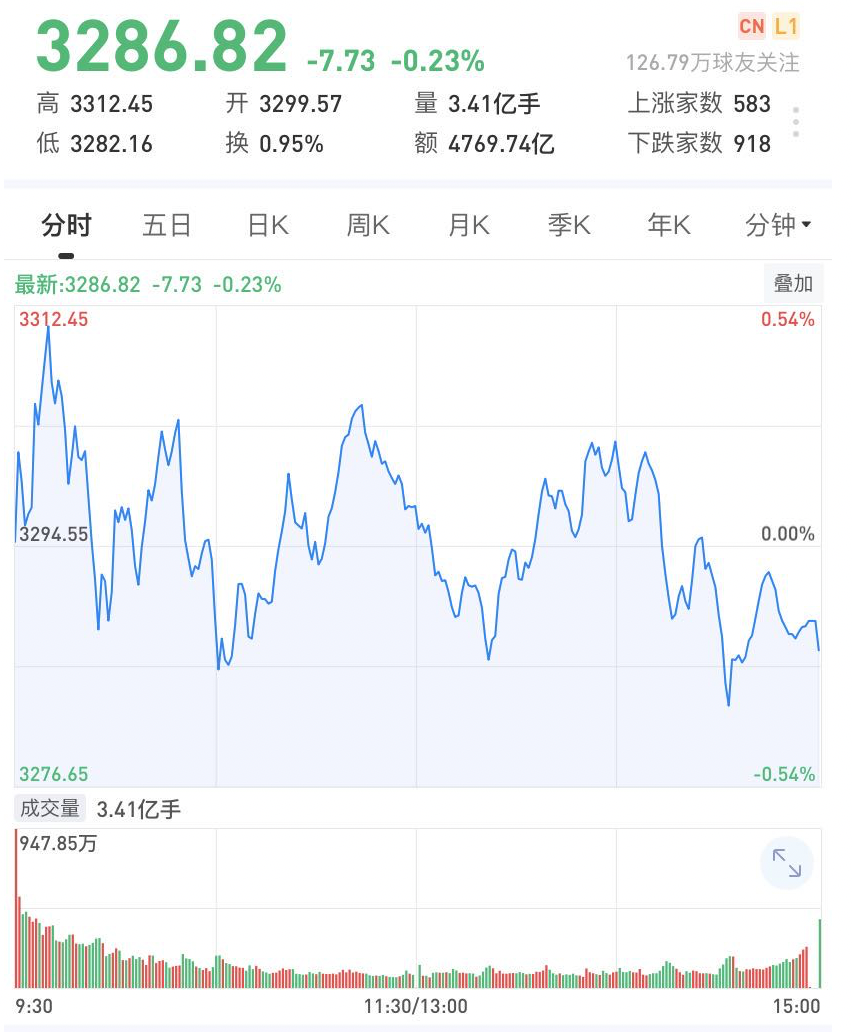 3286.82 -7.73 -0.23%
CN L1
126.79万球友关注
高 3312.45 开 3299.57 量 3.41亿手 上涨家数 583
低 3282.16 换 0.95% 额 4769.74亿 下跌家数 918
分时 五日 日K 周K 月K 季K 年K 分钟
最新:3286.82 -7.73 -0.23% 叠加
3312.45 0.54%
3294.55 0.00%
3276.65 -0.54%
成交量 3.41亿手
947.85万
9:30 11:30/13:00 15:00